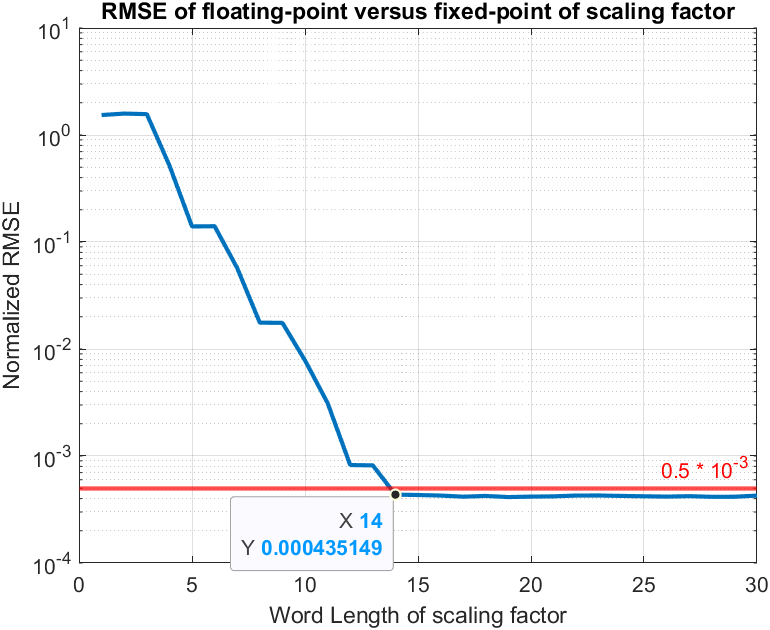 RMSE of floating-point versus fixed-point of scaling factor
Normalized RMSE
10^1
10^0
10^-1
10^-2
10^-3
10^-4
0.5 * 10^-3
X 14
Y 0.000435149
0 5 10 15 20 25 30
Word Length of scaling factor